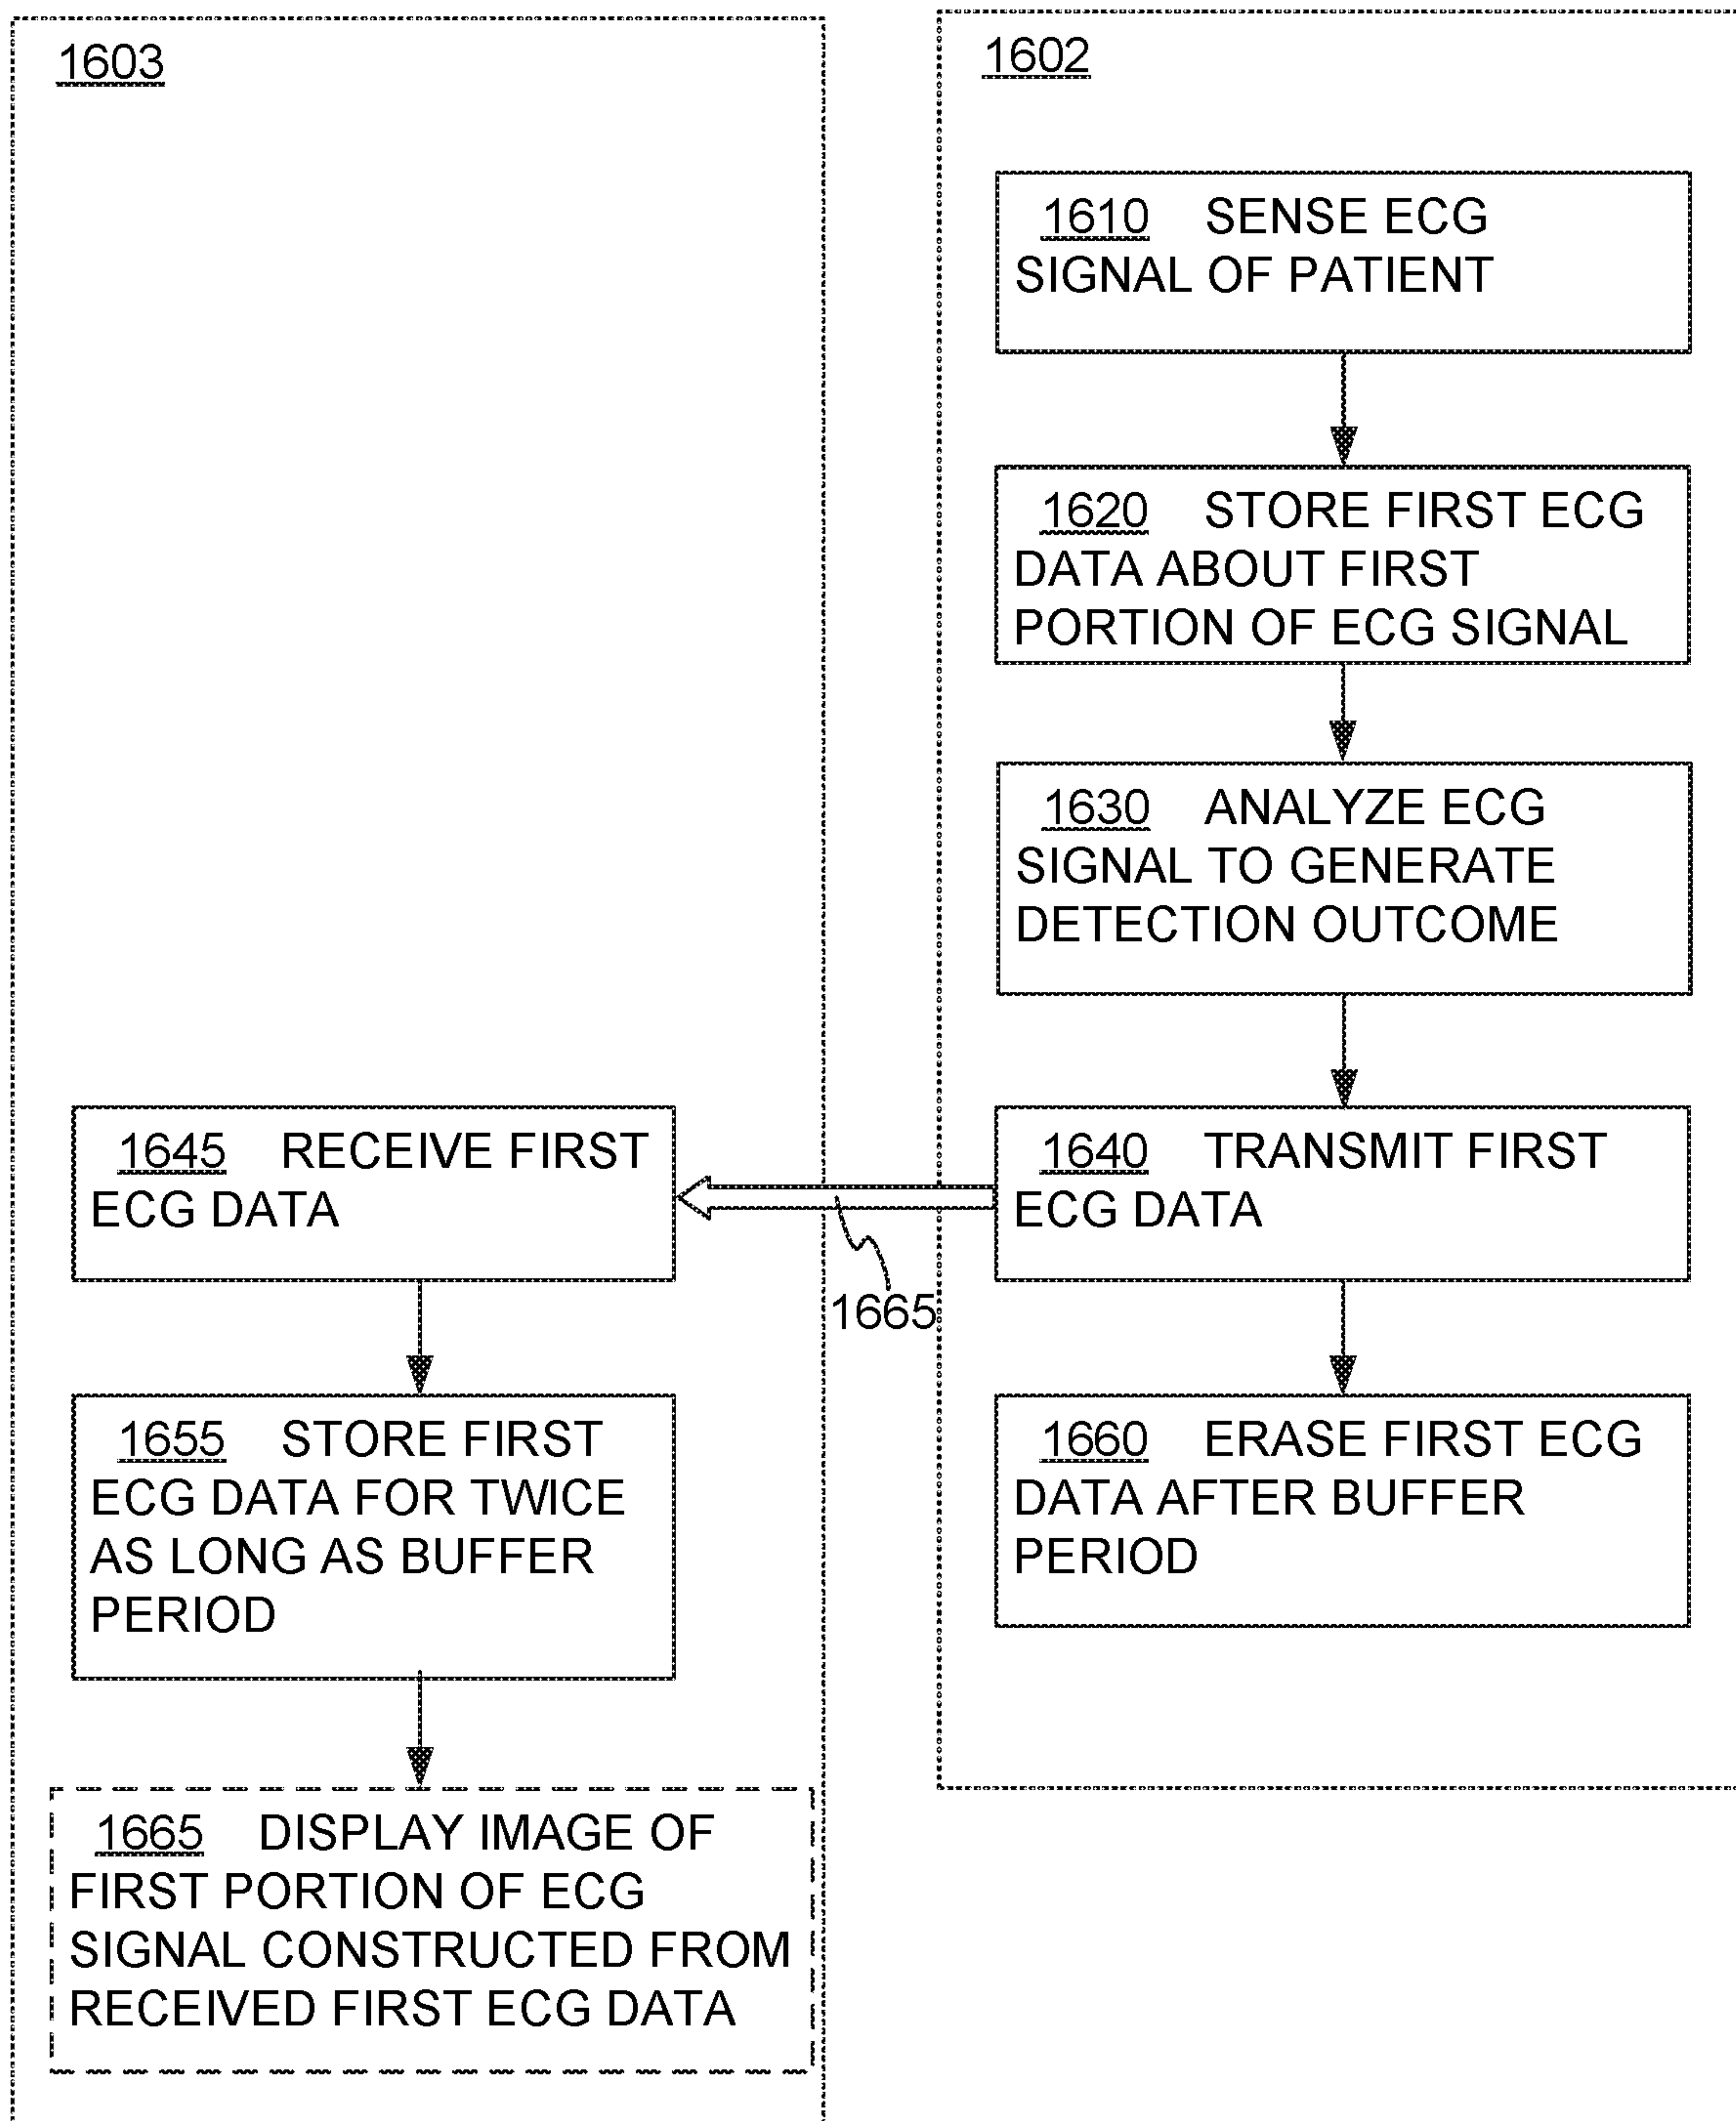 1603
1602
1610 SENSE ECG
SIGNAL OF PATIENT
1620 STORE FIRST ECG
DATA ABOUT FIRST
PORTION OF ECG SIGNAL
1630 ANALYZE ECG
SIGNAL TO GENERATE
DETECTION OUTCOME
1645 RECEIVE FIRST
ECG DATA
1640 TRANSMIT FIRST
ECG DATA
1665
1655 STORE FIRST
ECG DATA FOR TWICE
AS LONG AS BUFFER
PERIOD
1660 ERASE FIRST ECG
DATA AFTER BUFFER
PERIOD
1665 DISPLAY IMAGE OF
FIRST PORTION OF ECG
SIGNAL CONSTRUCTED FROM
RECEIVED FIRST ECG DATA